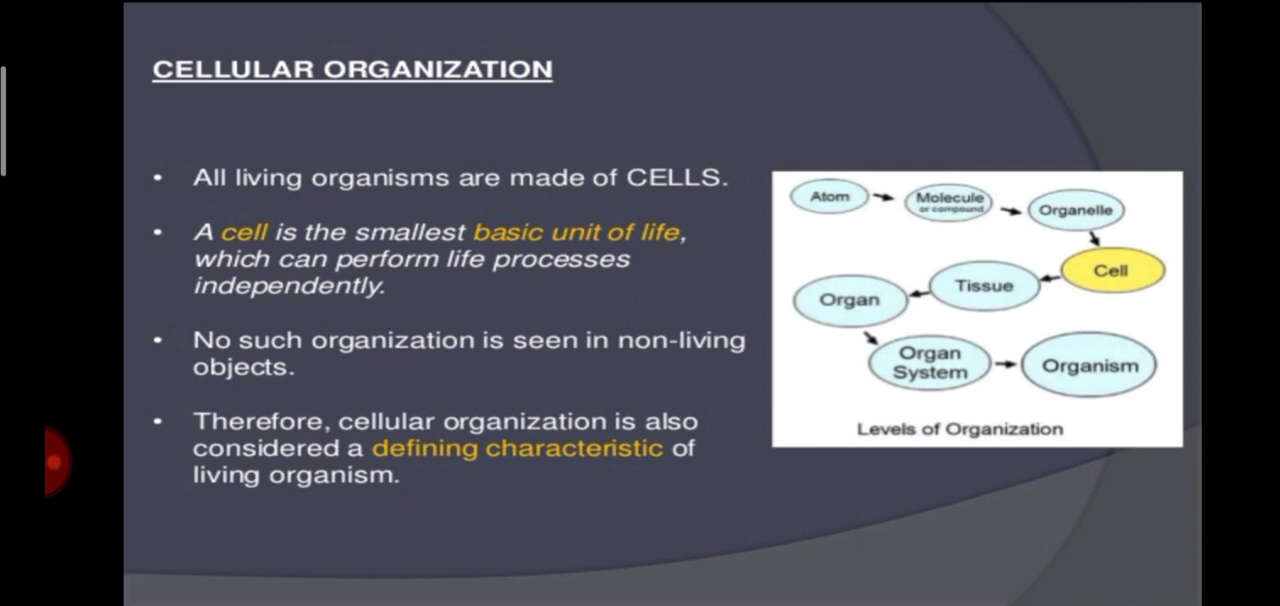 CELLULAR ORGANIZATION
• All living organisms are made of CELLS.
• A cell is the smallest basic unit of life,
which can perform life processes
independently.
• No such organization is seen in non-living
objects.
• Therefore, cellular organization is also
considered a defining characteristic of
living organism.
Atom
Molecule
or compound
Organelle
Cell
Tissue
Organ
Organ
System
Organism
Levels of Organization